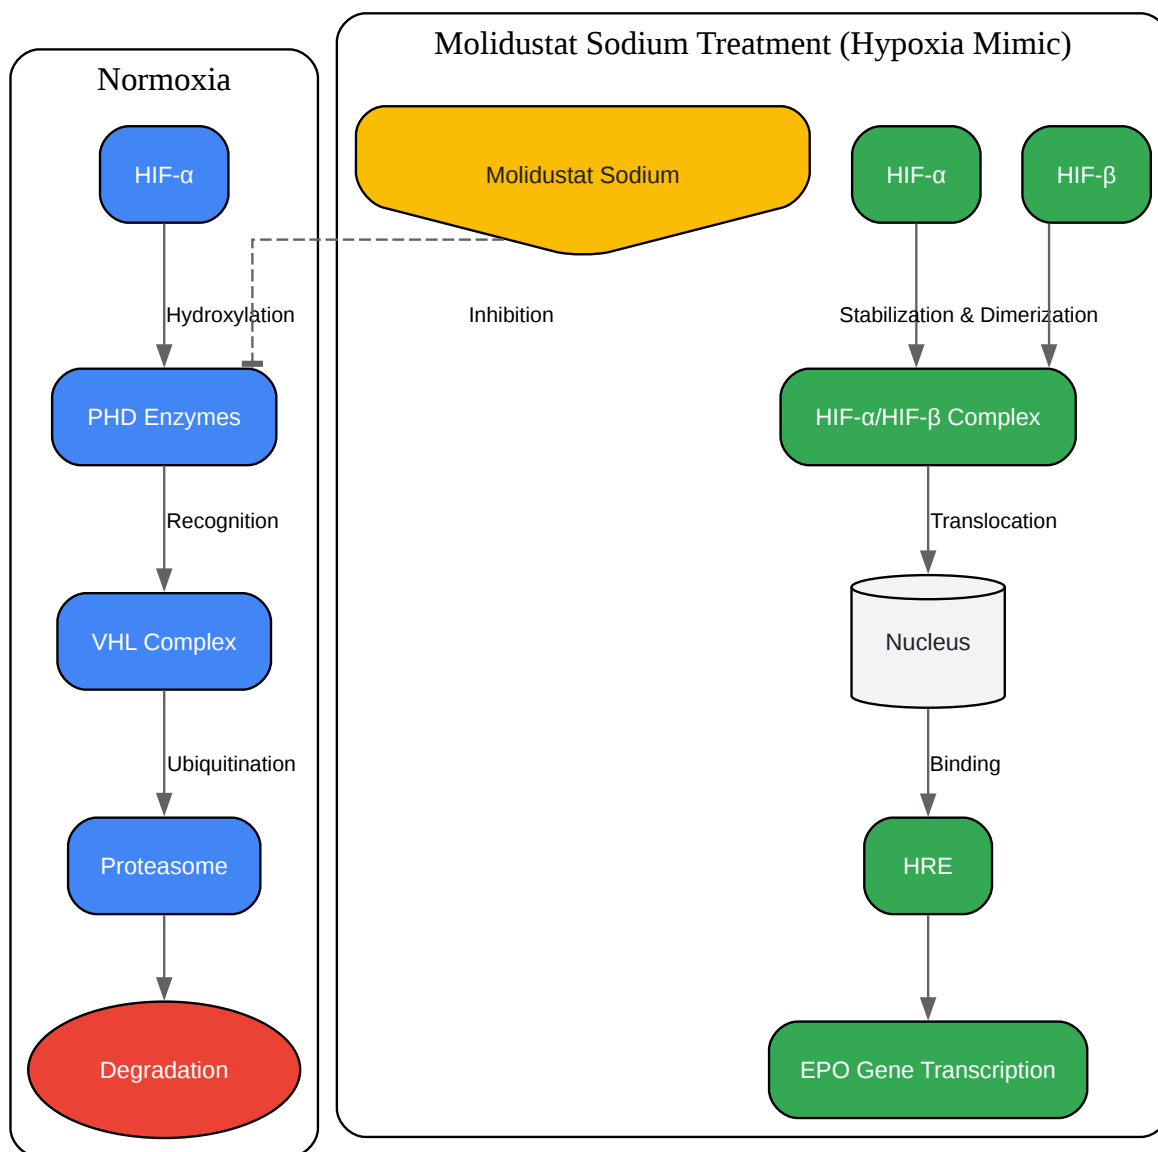 Normoxia
HIF-α
Hydroxylation
PHD Enzymes
Recognition
VHL Complex
Ubiquitination
Proteasome
Degradation
Molidustat Sodium Treatment (Hypoxia Mimic)
Molidustat Sodium
Inhibition
HIF-α
HIF-β
Stabilization & Dimerization
HIF-α/HIF-β Complex
Translocation
Nucleus
Binding
HRE
EPO Gene Transcription